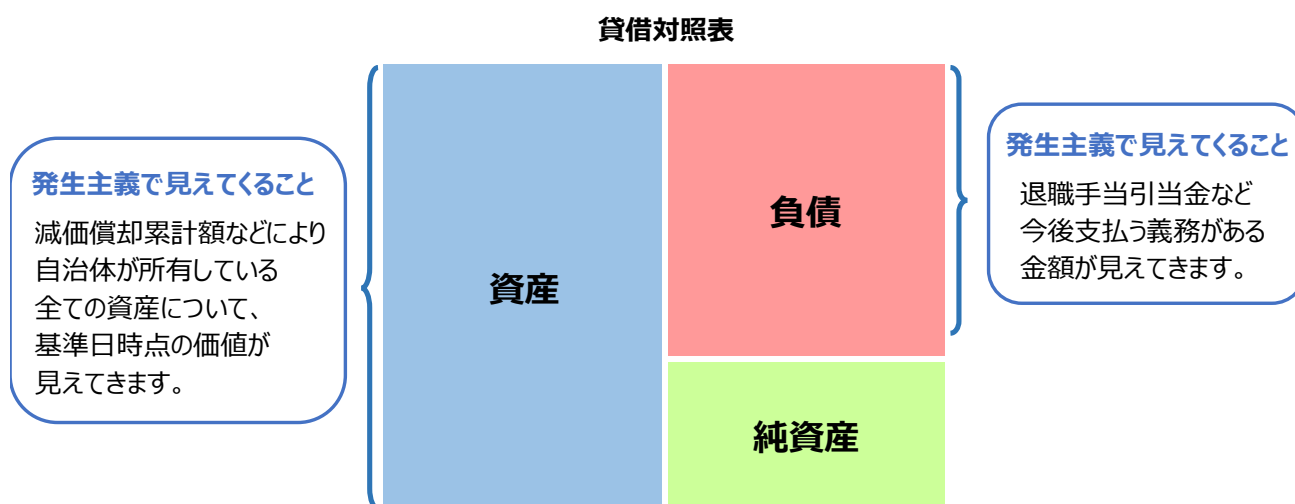 貸借対照表
発生主義で見えてくること
減価償却累計額などにより
自治体が所有している
全ての資産について、
基準日時点の価値が
見えてきます。
資産
負債
純資産
発生主義で見えてくること
退職手当引当金など
今後支払う義務がある
金額が見えてきます。